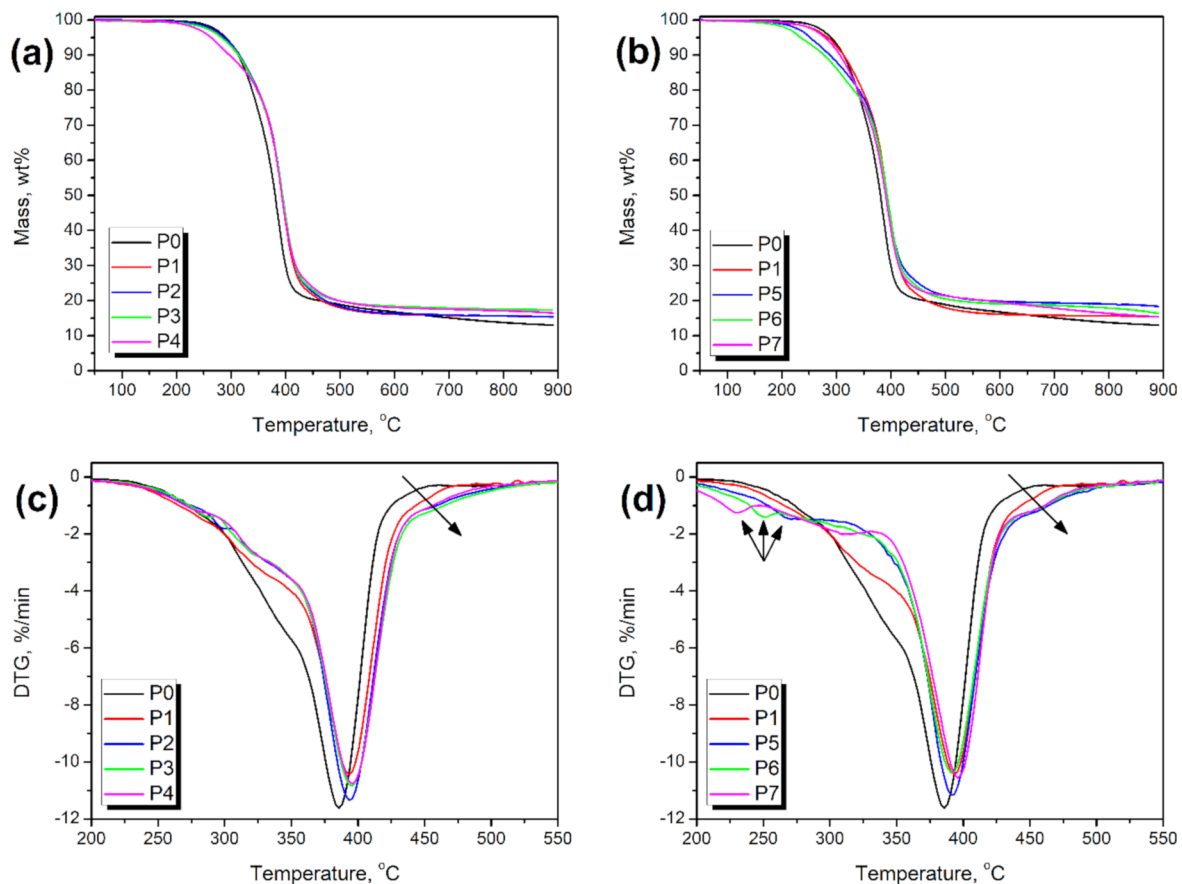 (a)
Mass, wt%
100
90
80
70
60
50
40
30
20
10
0
P0
P1
P2
P3
P4
100 200 300 400 500 600 700 800 900
Temperature, °C
(b)
Mass, wt%
100
90
80
70
60
50
40
30
20
10
0
P0
P1
P5
P6
P7
100 200 300 400 500 600 700 800 900
Temperature, °C
(c)
DTG, %/min
0
-2
-4
-6
-8
-10
-12
P0
P1
P2
P3
P4
200 250 300 350 400 450 500 550
Temperature, °C
(d)
DTG, %/min
0
-2
-4
-6
-8
-10
-12
P0
P1
P5
P6
P7
200 250 300 350 400 450 500 550
Temperature, °C